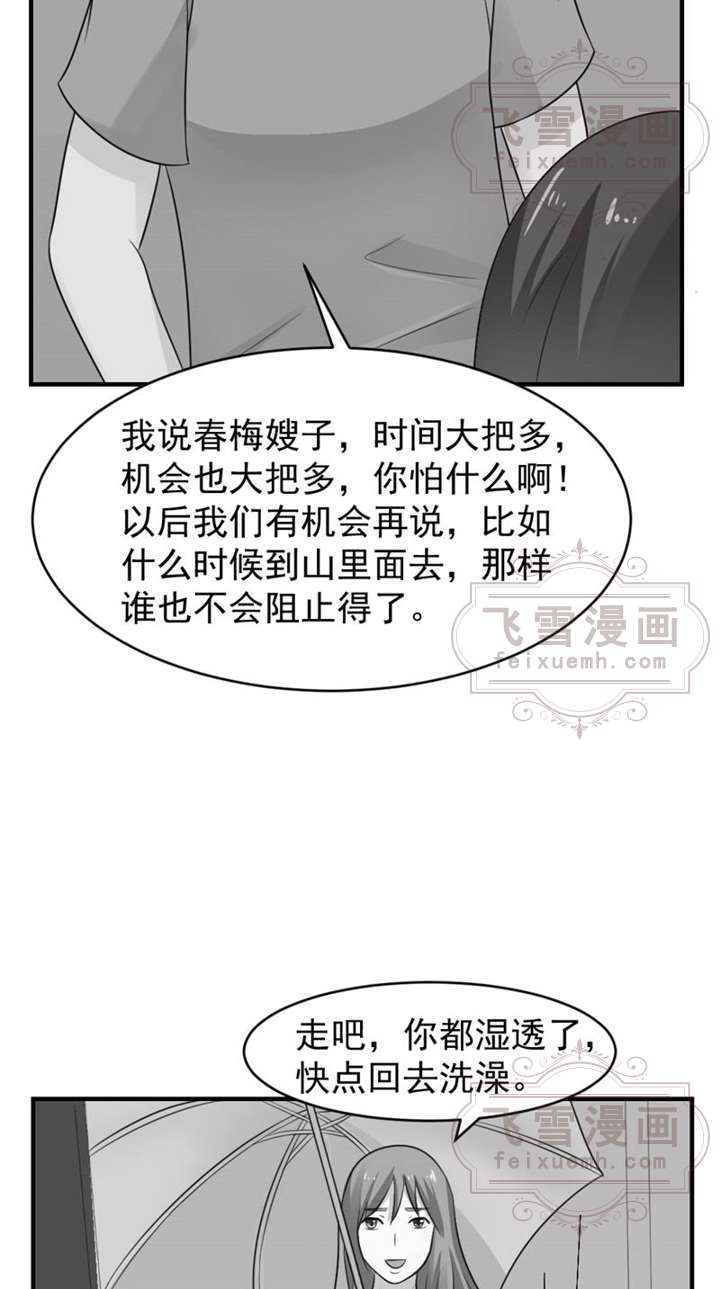 飞雪漫画
feixuemh.com
我说春梅嫂子，时间大把多，
机会也大把多，你怕什么啊！
以后我们有机会再说，比如
什么时候到山里面去，那样
谁也不会阻止得了。
飞雪漫画
feixuemh.com
走吧，你都湿透了，
快点回去洗澡。
飞雪漫画
feixuemh.com